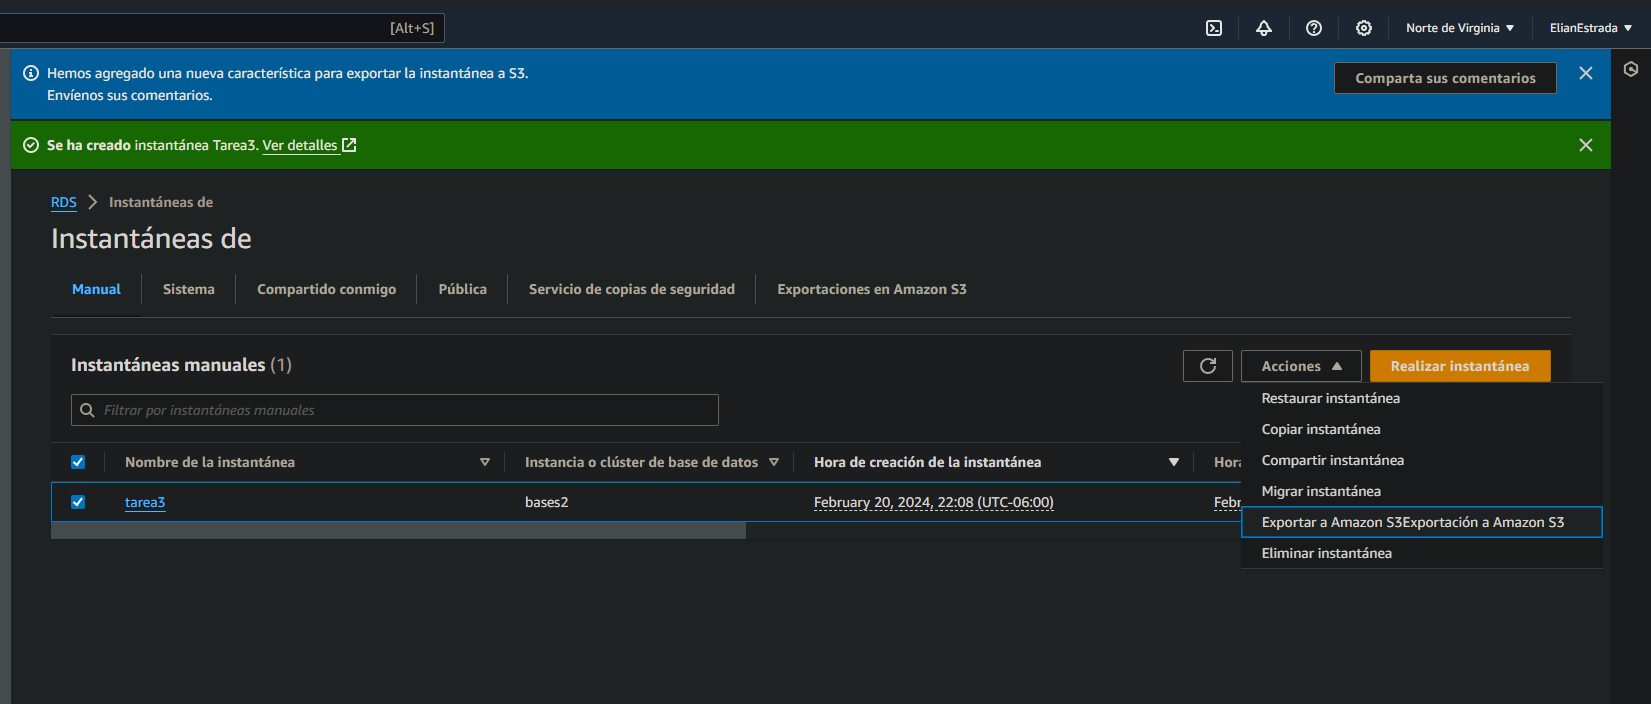 [Alt+S]
Norte de Virginia
ElianEstrada
Hemos agregado una nueva característica para exportar la instantánea a S3.
Envíenos sus comentarios.
Comparta sus comentarios
Se ha creado instantánea Tarea3. Ver detalles
RDS
Instantáneas de
Instantáneas de
Manual
Sistema
Compartido conmigo
Pública
Servicio de copias de seguridad
Exportaciones en Amazon S3
Instantáneas manuales (1)
Acciones
Realizar instantánea
Filtrar por instantáneas manuales
Restaurar instantánea
Copiar instantánea
Compartir instantánea
Migrar instantánea
Exportar a Amazon S3Exportación a Amazon S3
Eliminar instantánea
Nombre de la instantánea
Instancia o clúster de base de datos
Hora de creación de la instantánea
Hora
tarea3
bases2
February 20, 2024, 22:08 (UTC-06:00)
Febr